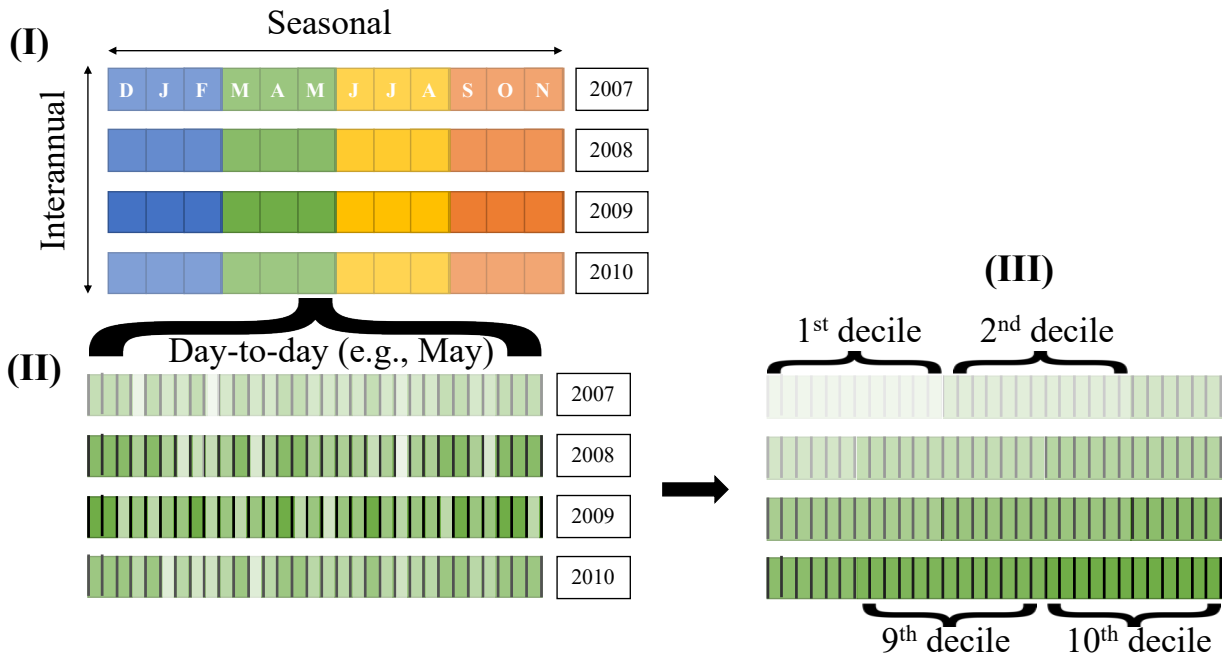 (I)
Seasonal
Interannual
D J F M A M J J A S O N
2007
2008
2009
2010
(II)
Day-to-day (e.g., May)
2007
2008
2009
2010
(III)
1st decile
2nd decile
9th decile
10th decile